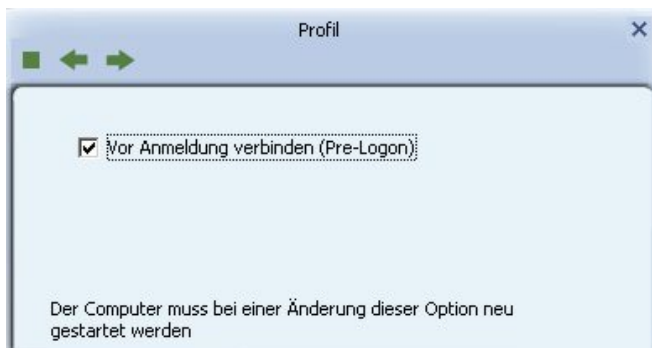 Profil
Vor Anmeldung verbinden (Pre-Logon)
Der Computer muss bei einer Änderung dieser Option neu
gestartet werden